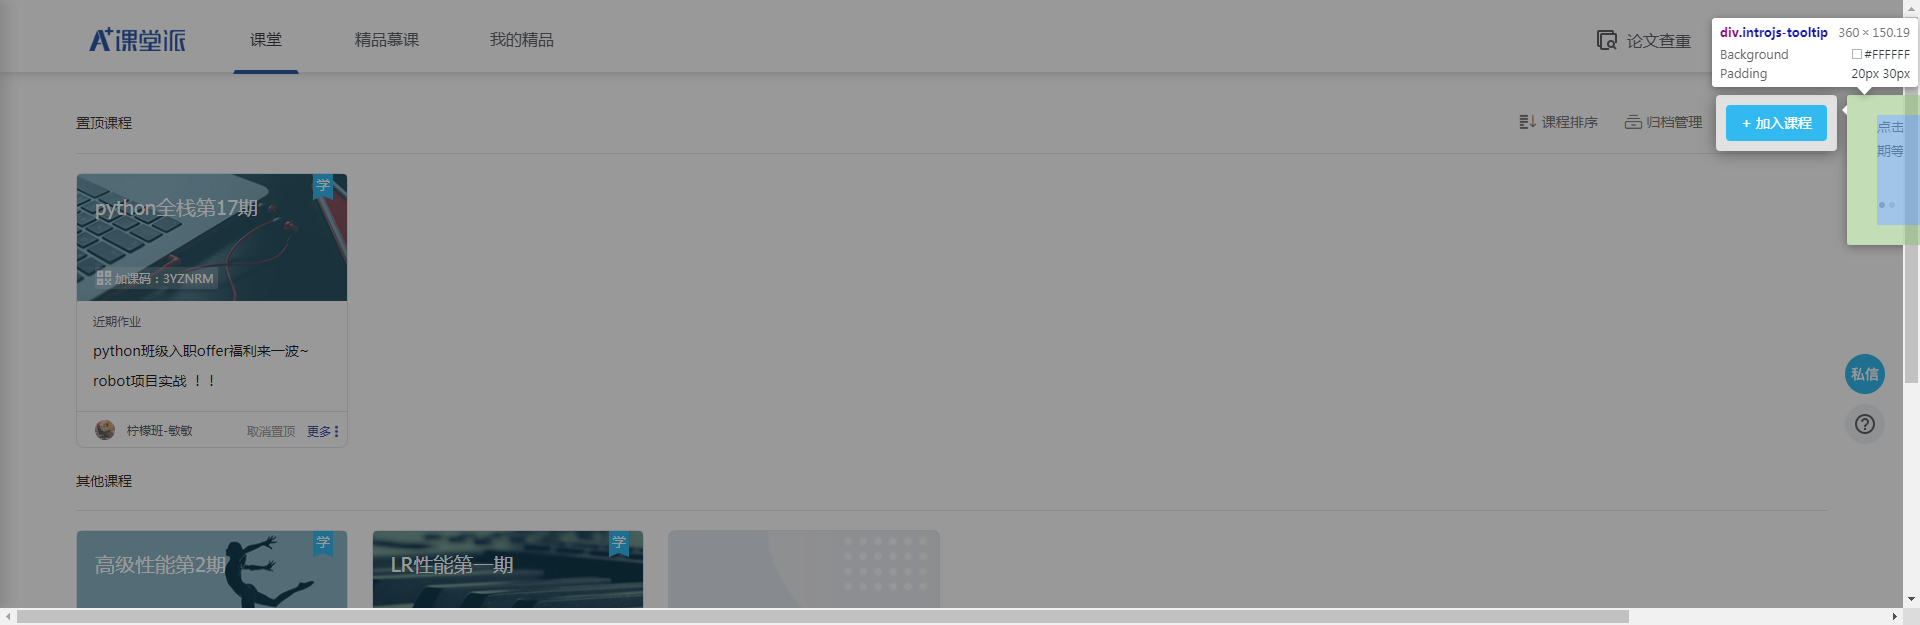 A+课堂派
课堂
精品慕课
我的精品
论文查重
div.introjs-tooltip 360 × 150.19
Background #FFFFFF
Padding 20px 30px
置顶课程
课程排序
归档管理
+ 加入课程
点击
期等
学
python全栈第17期
加课码：3YZNRM
近期作业
python班级入职offer福利来一波~
robot项目实战 ！！
柠檬班-敏敏
取消置顶
更多
私信
其他课程
学
高级性能第2期
学
LR性能第一期